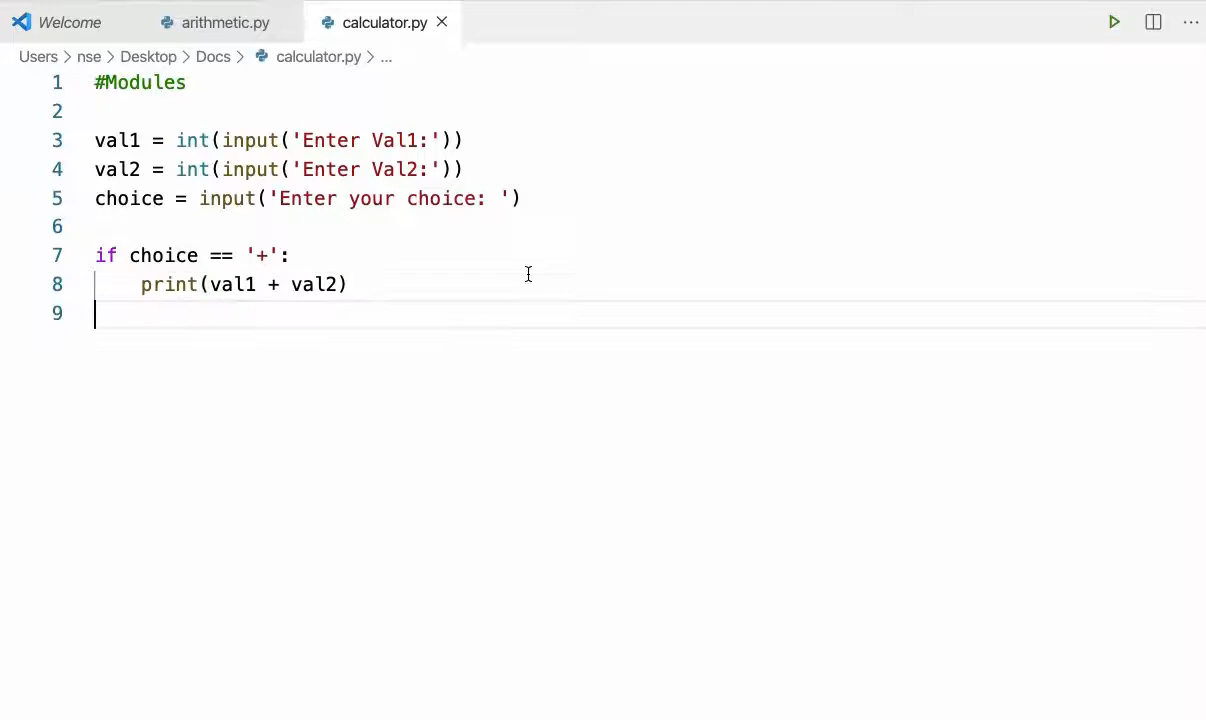 Welcome arithmetic.py calculator.py
Users > nse > Desktop > Docs > calculator.py > ...
1 #Modules
2
3 val1 = int(input('Enter Val1:'))
4 val2 = int(input('Enter Val2:'))
5 choice = input('Enter your choice: ')
6
7 if choice == '+':
8     print(val1 + val2)
9